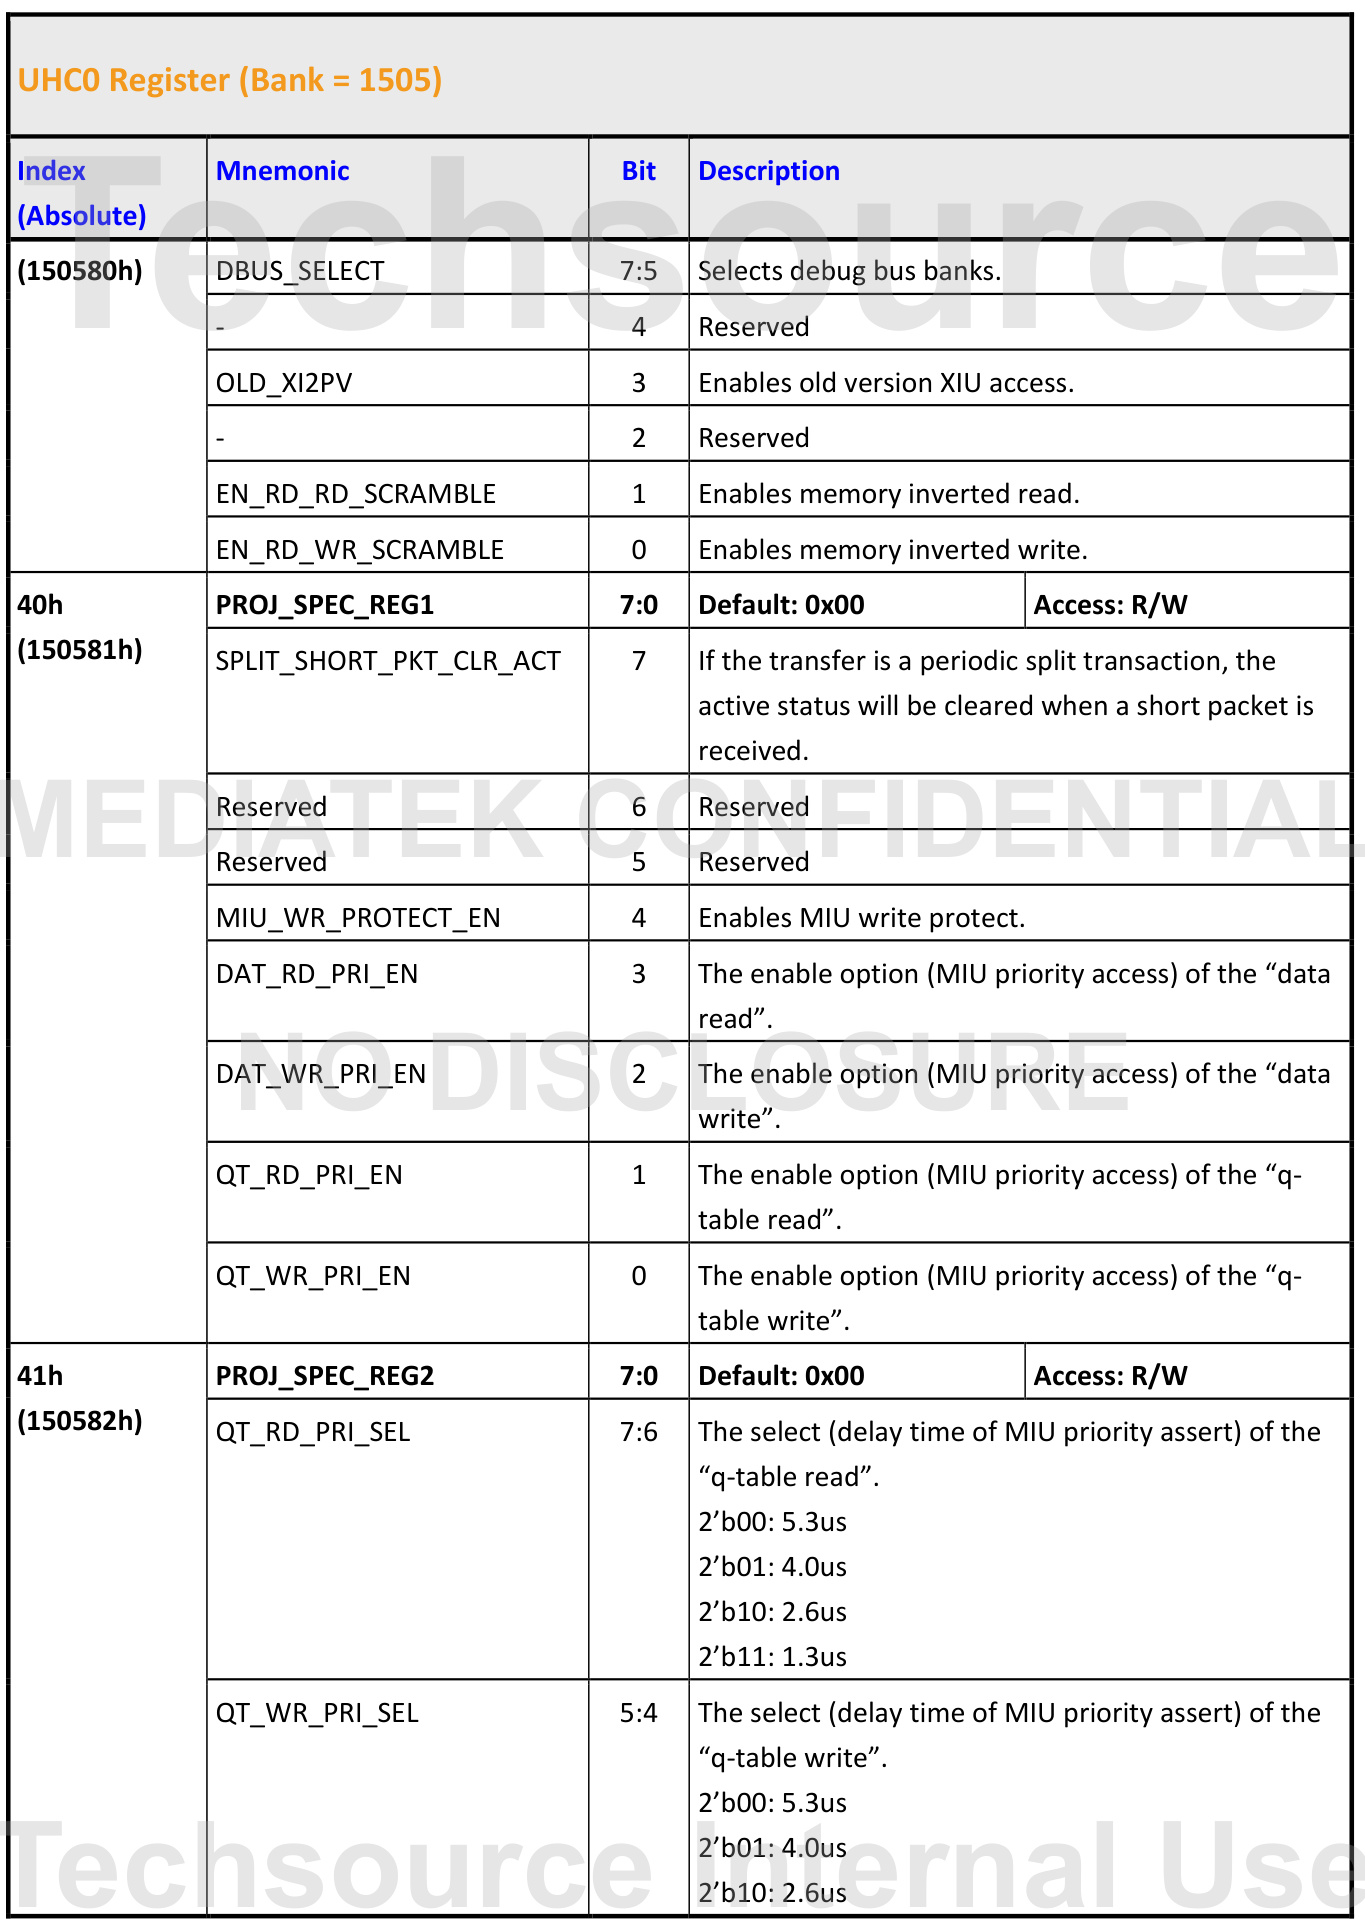 UHC0 Register (Bank = 1505)
Index
(Absolute)
Mnemonic
Bit
Description
(150580h)
DBUS_SELECT
7:5
Selects debug bus banks.
-
4
Reserved
OLD_XI2PV
3
Enables old version XIU access.
-
2
Reserved
EN_RD_RD_SCRAMBLE
1
Enables memory inverted read.
EN_RD_WR_SCRAMBLE
0
Enables memory inverted write.
40h
(150581h)
PROJ_SPEC_REG1
7:0
Default: 0x00
Access: R/W
SPLIT_SHORT_PKT_CLR_ACT
7
If the transfer is a periodic split transaction, the
active status will be cleared when a short packet is
received.
Reserved
6
Reserved
Reserved
5
Reserved
MIU_WR_PROTECT_EN
4
Enables MIU write protect.
DAT_RD_PRI_EN
3
The enable option (MIU priority access) of the “data
read”.
DAT_WR_PRI_EN
2
The enable option (MIU priority access) of the “data
write”.
QT_RD_PRI_EN
1
The enable option (MIU priority access) of the “q-
table read”.
QT_WR_PRI_EN
0
The enable option (MIU priority access) of the “q-
table write”.
41h
(150582h)
PROJ_SPEC_REG2
7:0
Default: 0x00
Access: R/W
QT_RD_PRI_SEL
7:6
The select (delay time of MIU priority assert) of the
“q-table read”.
2’b00: 5.3us
2’b01: 4.0us
2’b10: 2.6us
2’b11: 1.3us
QT_WR_PRI_SEL
5:4
The select (delay time of MIU priority assert) of the
“q-table write”.
2’b00: 5.3us
2’b01: 4.0us
2’b10: 2.6us
Techsource
MEDIATEK CONFIDENTIAL
NO DISCLOSURE
Techsource Internal Use